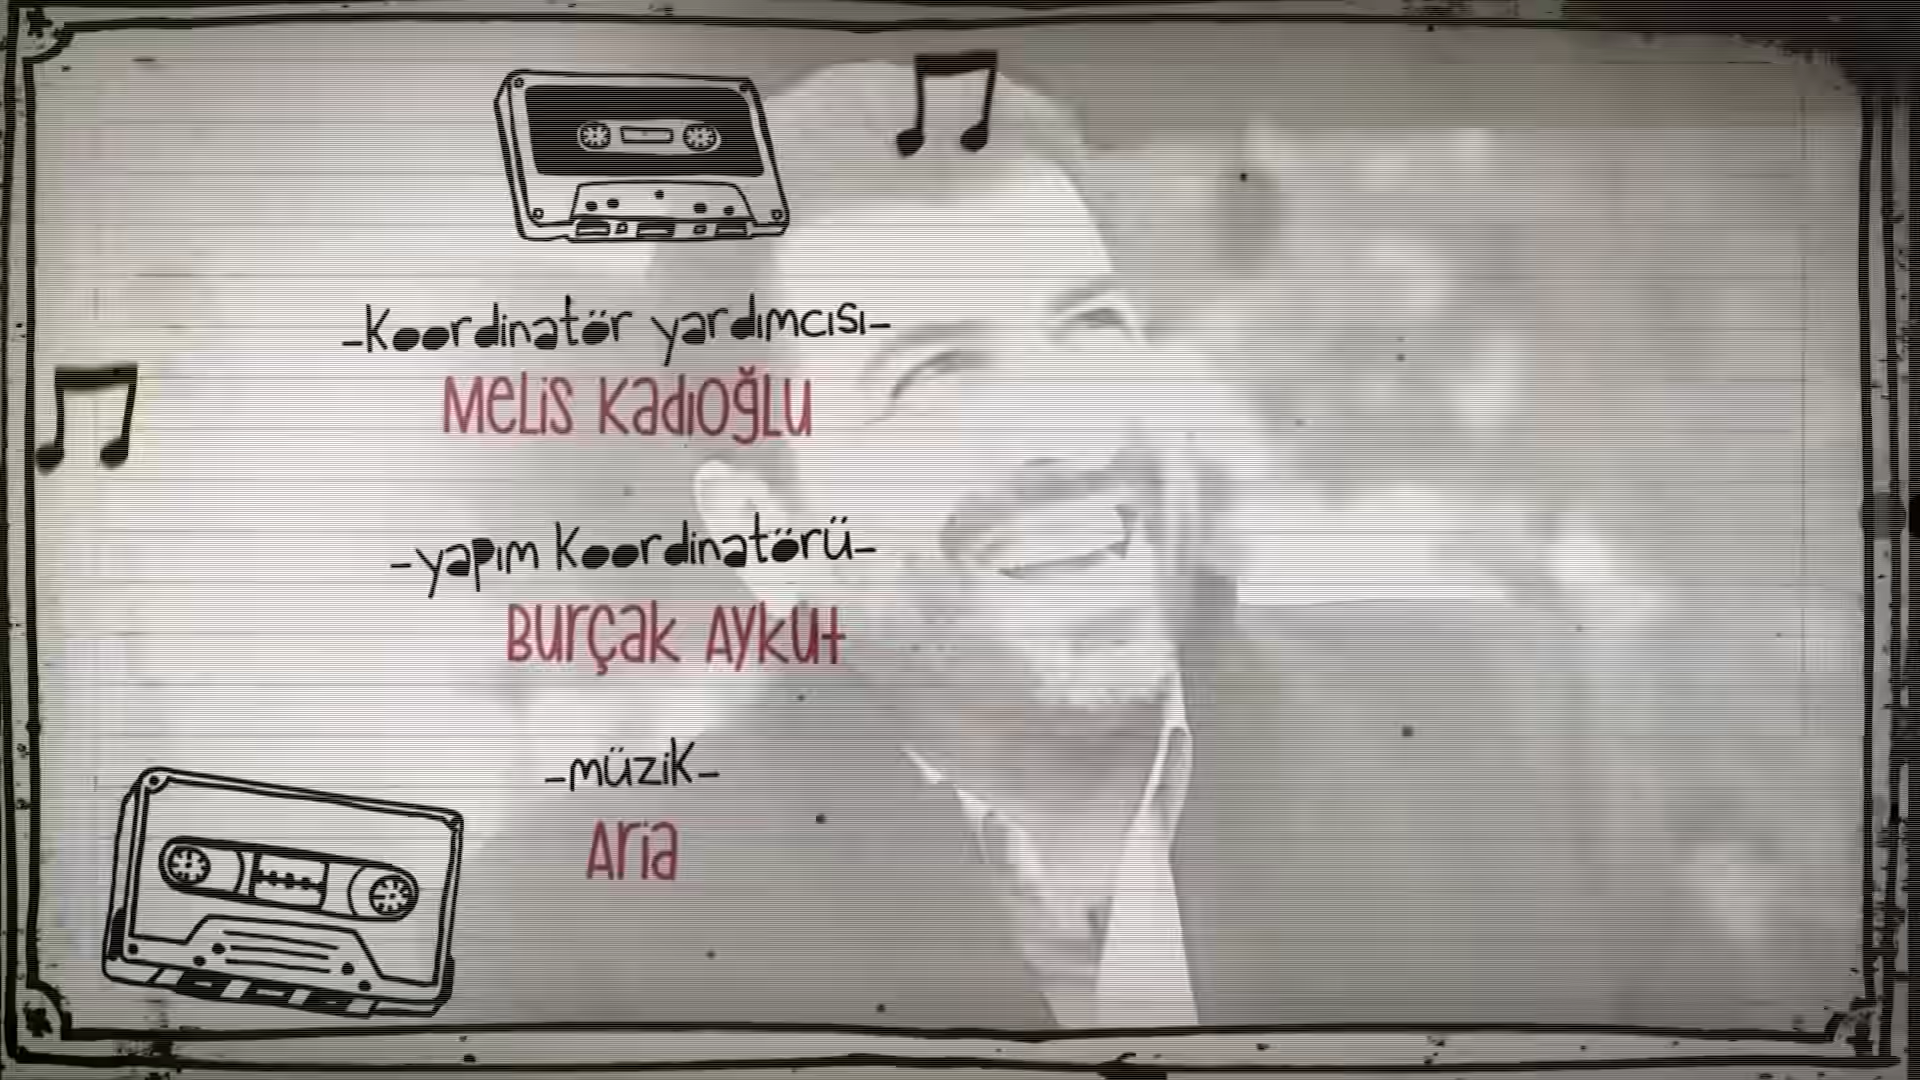 -Koordinatör yardımcısı-
Melis Kadıoğlu
-yapım Koordinatörü-
Burçak Aykut
-müzik-
Aria